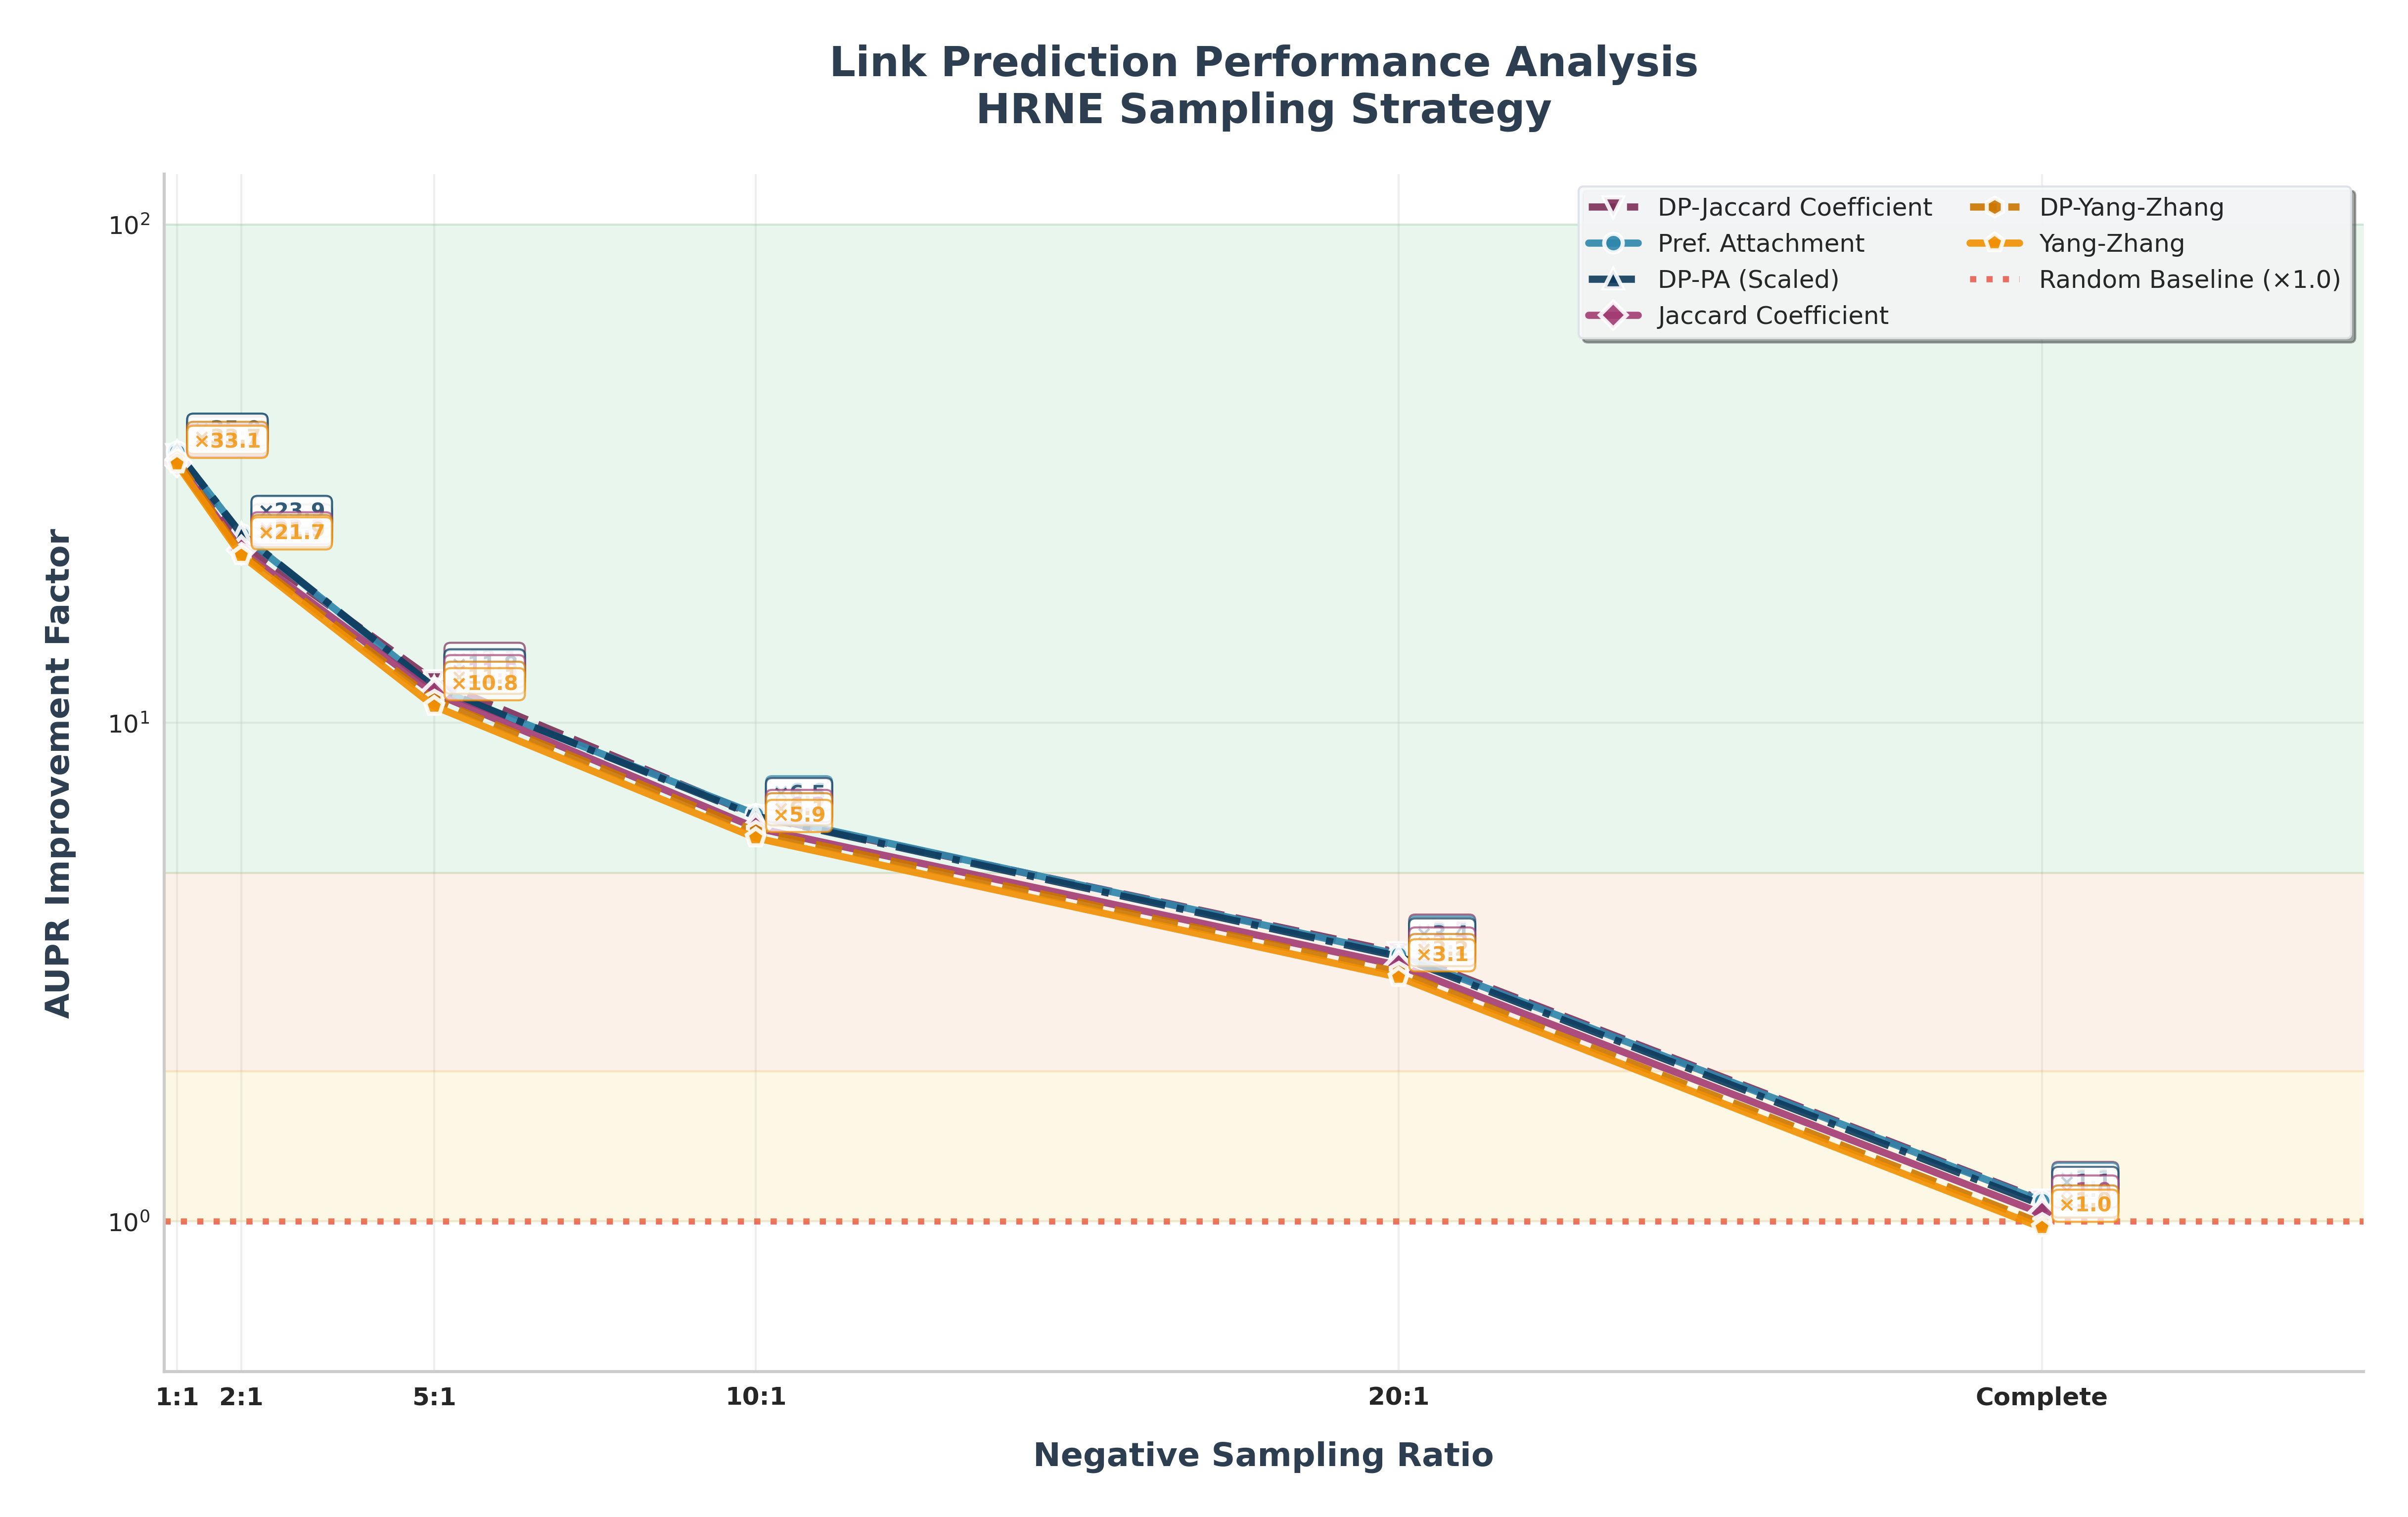 Link Prediction Performance Analysis
HRNE Sampling Strategy
DP-Jaccard Coefficient
Pref. Attachment
DP-PA (Scaled)
Jaccard Coefficient
DP-Yang-Zhang
Yang-Zhang
Random Baseline (×1.0)
AUPR Improvement Factor
10²
10¹
10⁰
×33.1
×23.9
×21.7
×10.8
×5.9
×3.1
×1.0
1:1 2:1 5:1 10:1 20:1 Complete
Negative Sampling Ratio